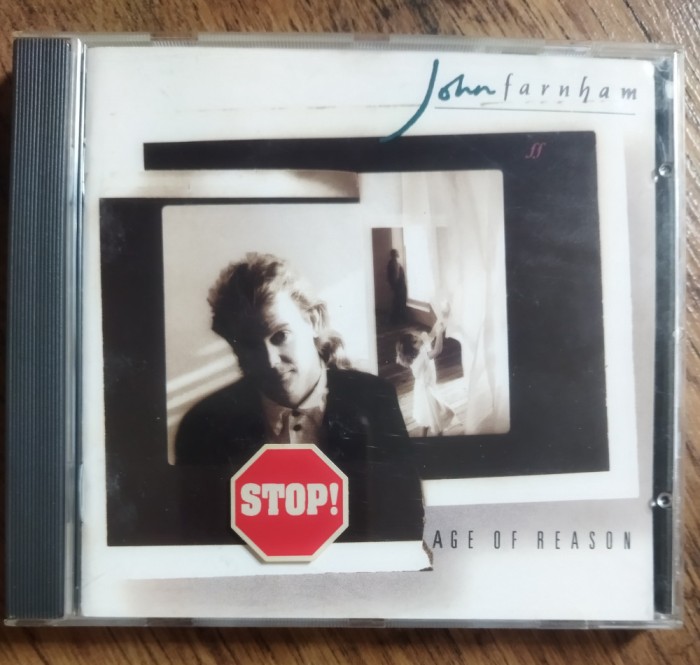 John farnham
ff
STOP!
AGE OF REASON